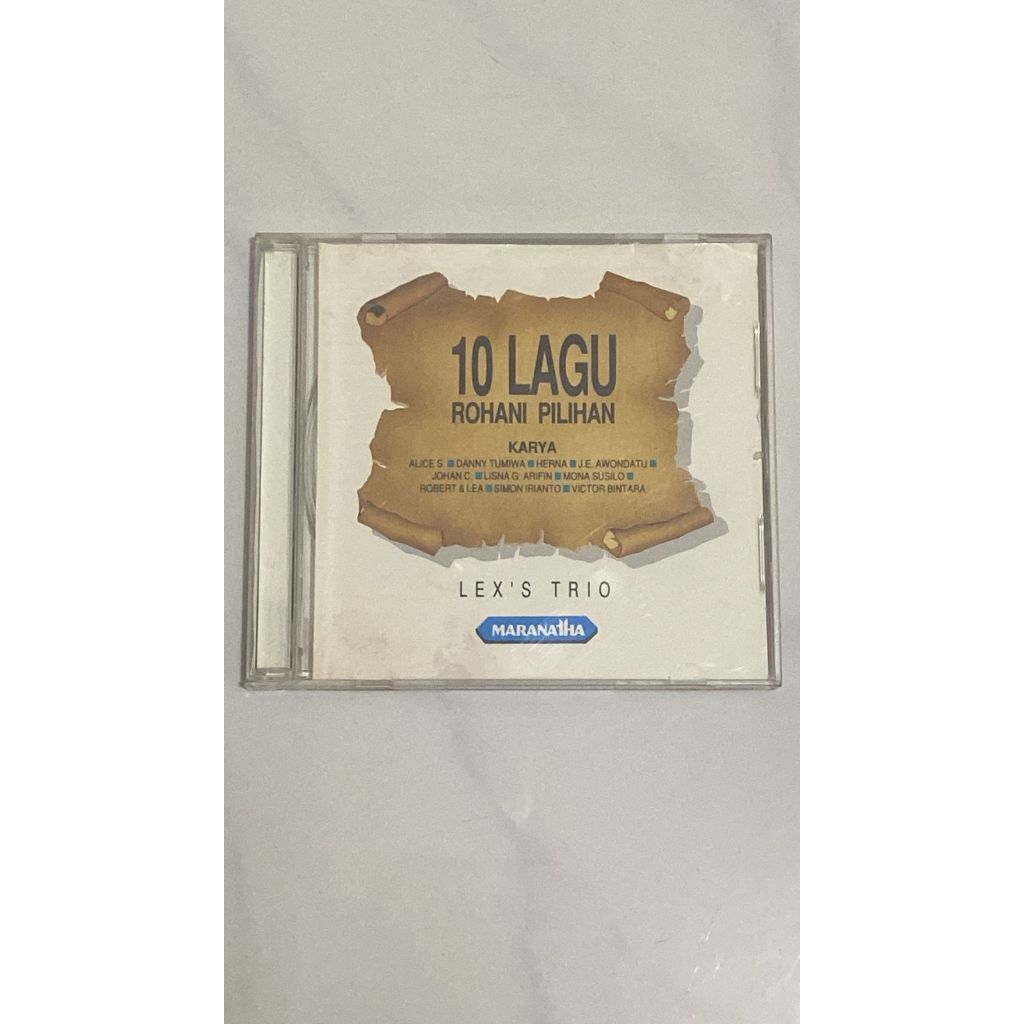 10 LAGU
ROHANI PILIHAN
KARYA
ALICE S. ■ DANNY TUMIWA ■ HERNA ■ J.E. AWONDATU ■
JOHAN C. ■ LISNA G. ARIFIN ■ MONA SUSILO ■
ROBERT & LEA ■ SIMON IRIANTO ■ VICTOR BINTARA
LEX'S TRIO
MARANATHA